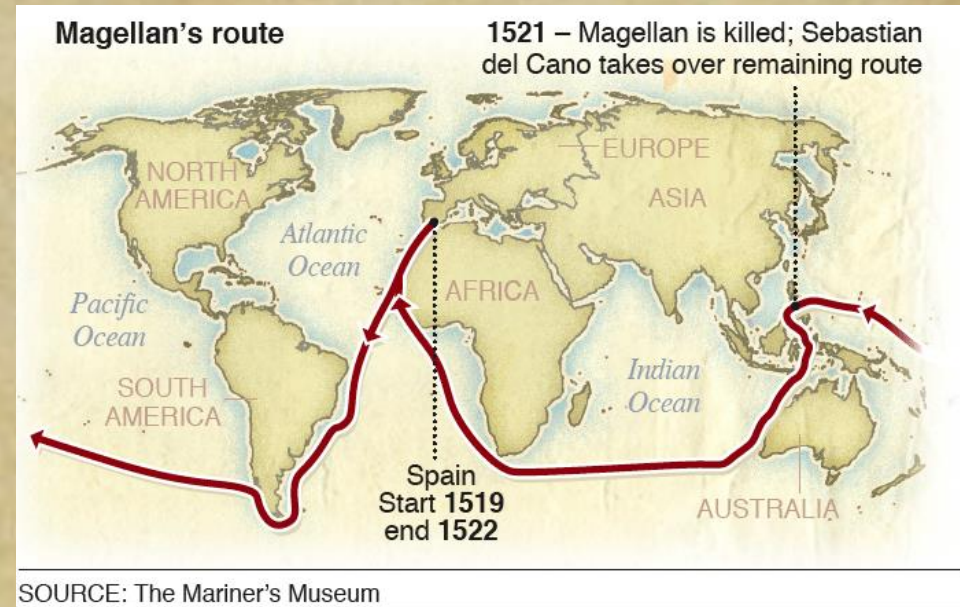 Magellan's route
1521 – Magellan is killed; Sebastian
del Cano takes over remaining route
NORTH
AMERICA
EUROPE
ASIA
Atlantic
Ocean
AFRICA
Pacific
Ocean
Indian
Ocean
SOUTH
AMERICA
Spain
Start 1519
end 1522
AUSTRALIA
SOURCE: The Mariner's Museum